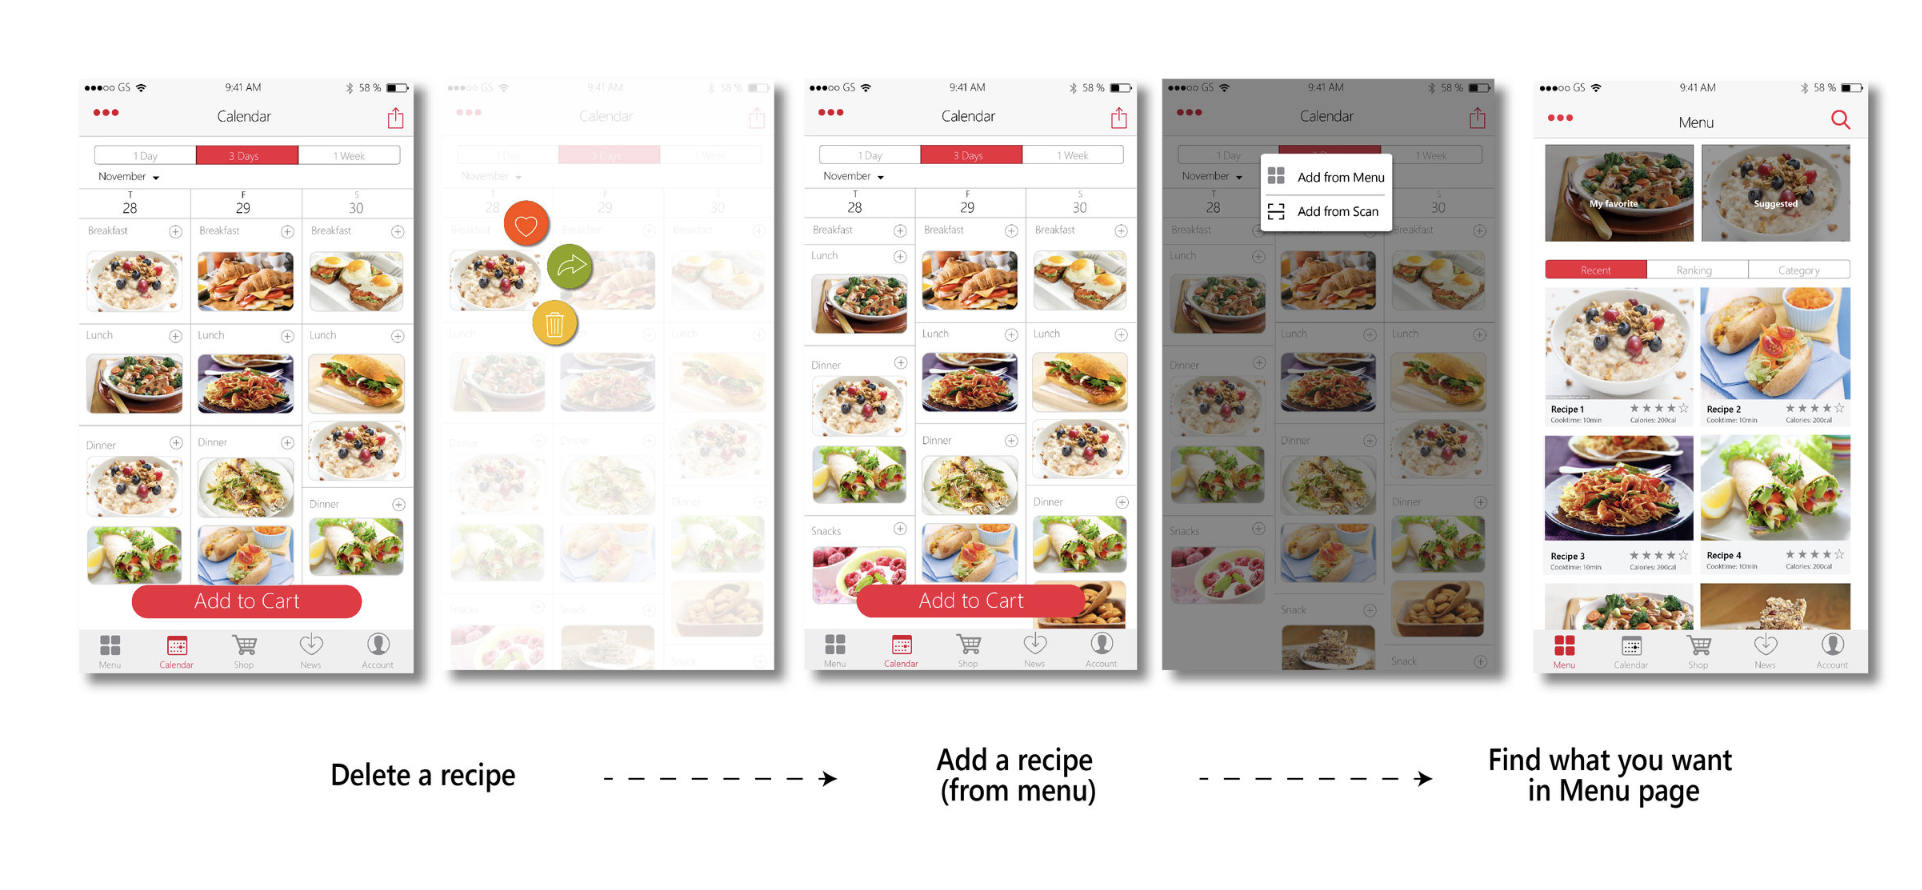 ●●●oo GS 9:41 AM 58 %
Calendar
1 Day 3 Days 1 Week
November
T F S
28 29 30
Breakfast Breakfast Breakfast
Lunch Lunch Lunch
Dinner Dinner
Dinner
Add to Cart
Menu Calendar Shop News Account
●●●oo GS 9:41 AM 58 %
Calendar
1 Day 3 Days 1 Week
November
T F S
28 29 30
Breakfast Breakfast Breakfast
Lunch Lunch Lunch
Dinner Dinner
Dinner
Snacks Snack
Snack
●●●oo GS 9:41 AM 58 %
Calendar
1 Day 3 Days 1 Week
November
T F S
28 29 30
Breakfast Breakfast Breakfast
Lunch
Lunch Lunch
Dinner
Dinner
Dinner
Snacks
Add to Cart
Menu Calendar Shop News Account
●●●oo GS 9:41 AM 58 %
Calendar
1 Day 1 Week
Add from Menu
Add from Scan
November
T S
28 30
Breakfast Breakfast
Lunch
Lunch Lunch
Dinner
Dinner
Dinner
Snacks
Snack
Snack
●●●oo GS 9:41 AM 58 %
Menu
My favorite Suggested
Recent Ranking Category
Recipe 1 ★★★★☆ Recipe 2 ★★★★☆
Cooktime: 10min Calories: 200cal Cooktime: 10min Calories: 200cal
Recipe 3 ★★★★☆ Recipe 4 ★★★★☆
Cooktime: 10min Calories: 200cal Cooktime: 10min Calories: 200cal
Menu Calendar Shop News Account
Delete a recipe
Add a recipe
(from menu)
Find what you want
in Menu page